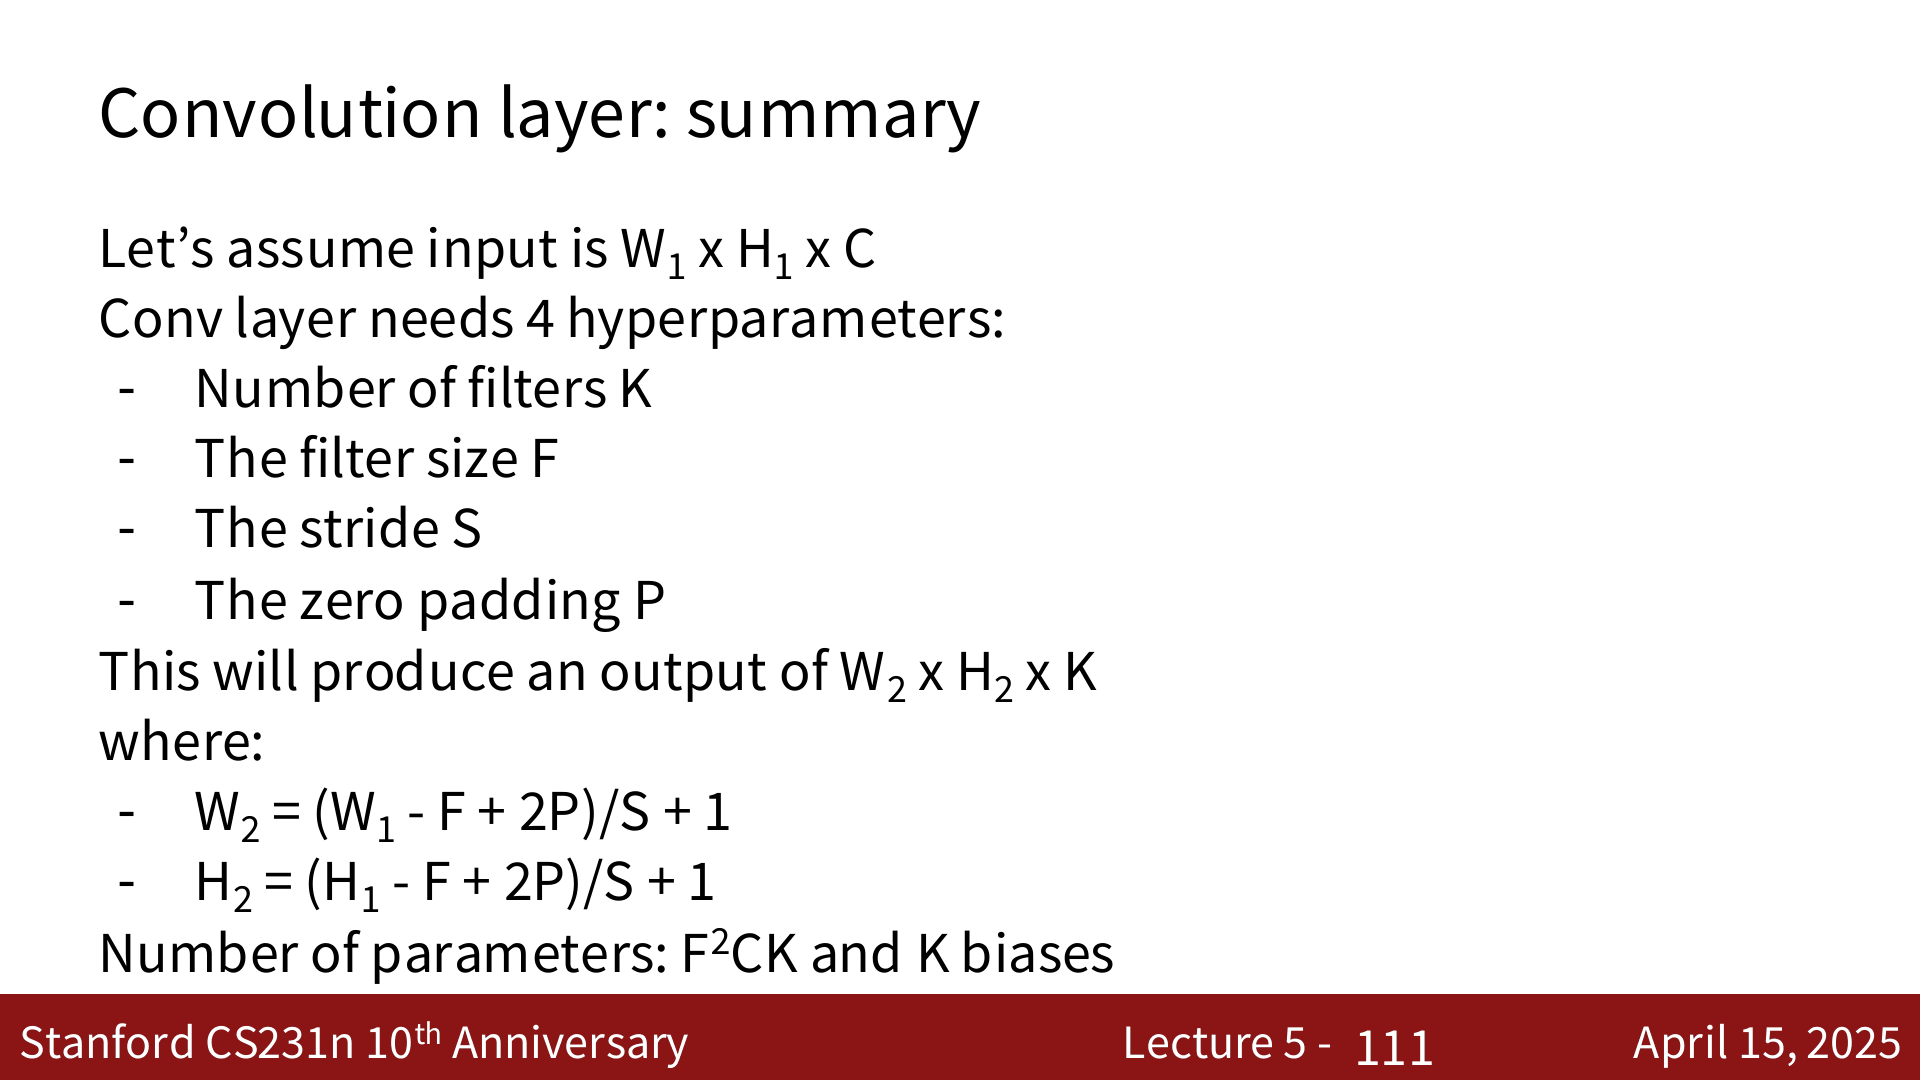 Convolution layer: summary
Let’s assume input is W₁ x H₁ x C
Conv layer needs 4 hyperparameters:
- Number of filters K
- The filter size F
- The stride S
- The zero padding P
This will produce an output of W₂ x H₂ x K
where:
- W₂ = (W₁ - F + 2P)/S + 1
- H₂ = (H₁ - F + 2P)/S + 1
Number of parameters: F²CK and K biases
Stanford CS231n 10ᵗʰ Anniversary Lecture 5 - 111 April 15, 2025